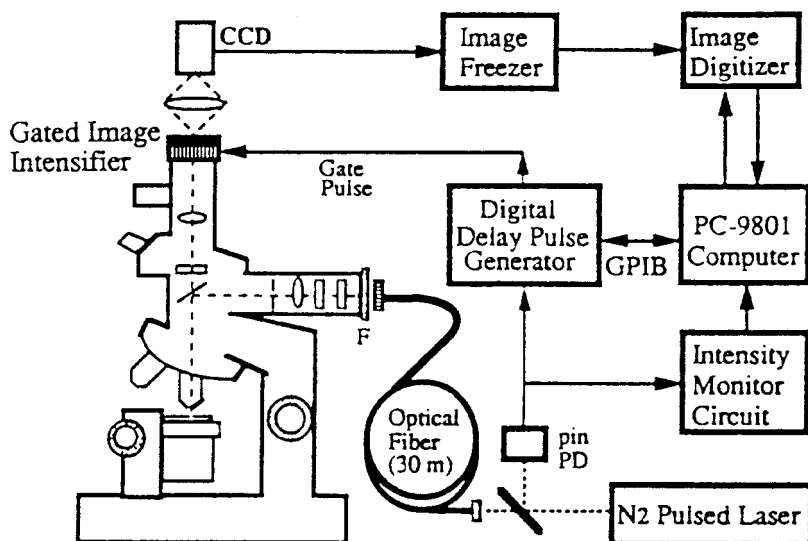 CCD
Image
Freezer
Image
Digitizer
Gated Image
Intensifier
Gate
Pulse
Digital
Delay Pulse
Generator
GPIB
PC-9801
Computer
F
Intensity
Monitor
Circuit
Optical
Fiber
(30 m)
pin
PD
N2 Pulsed Laser